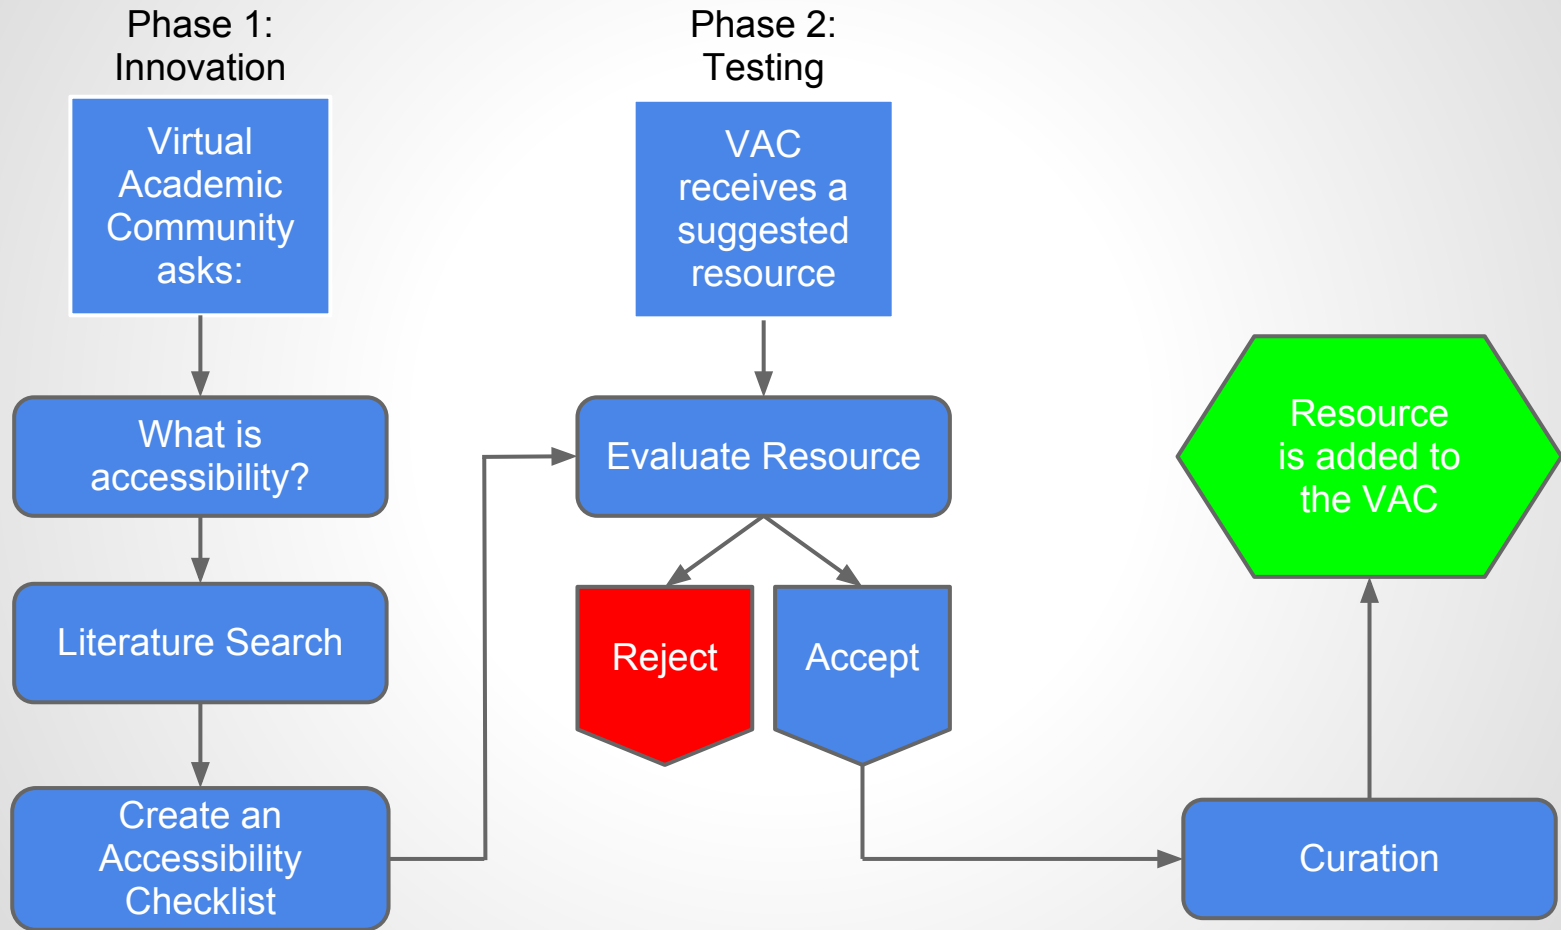 Phase 1:
Innovation
Virtual
Academic
Community
asks:
What is
accessibility?
Literature Search
Create an
Accessibility
Checklist
Phase 2:
Testing
VAC
receives a
suggested
resource
Evaluate Resource
Reject
Accept
Curation
Resource
is added to
the VAC